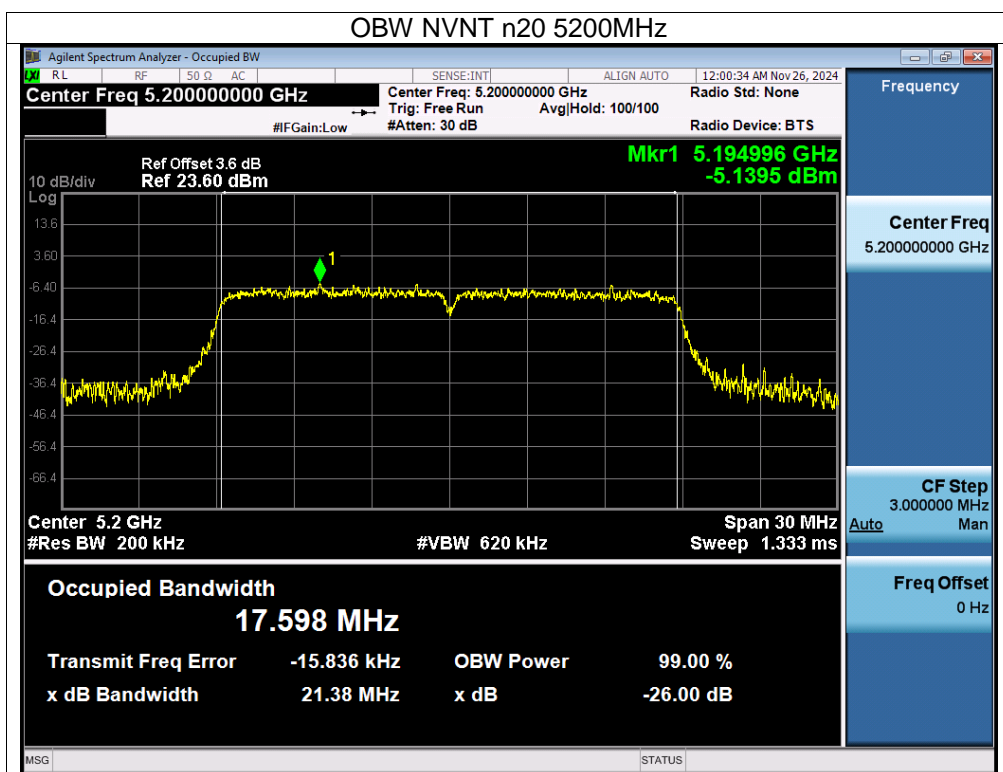 OBW NVNT n20 5200MHz
Agilent Spectrum Analyzer - Occupied BW
LXI RL RF 50 Ω AC SENSE:INT ALIGN AUTO 12:00:34 AM Nov 26, 2024
Center Freq 5.200000000 GHz
Center Freq: 5.200000000 GHz
Radio Std: None
Trig: Free Run Avg|Hold: 100/100
#IFGain:Low #Atten: 30 dB Radio Device: BTS
Frequency
Mkr1 5.194996 GHz
-5.1395 dBm
Ref Offset 3.6 dB
10 dB/div Ref 23.60 dBm
Log
13.6
3.60
-6.40
-16.4
-26.4
-36.4
-46.4
-56.4
-66.4
1
Center 5.2 GHz Span 30 MHz
#Res BW 200 kHz #VBW 620 kHz Sweep 1.333 ms
Center Freq
5.200000000 GHz
CF Step
3.000000 MHz
Auto Man
Freq Offset
0 Hz
Occupied Bandwidth
17.598 MHz
Transmit Freq Error -15.836 kHz OBW Power 99.00 %
x dB Bandwidth 21.38 MHz x dB -26.00 dB
MSG STATUS